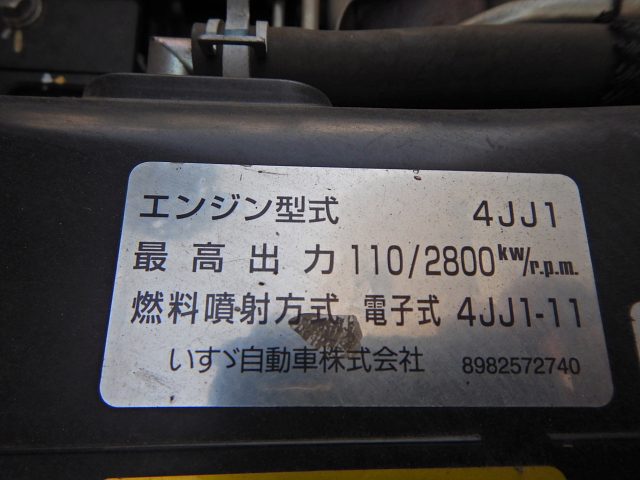 エンジン型式 4JJ1
最高出力 110/2800 kw/r.p.m.
燃料噴射方式 電子式 4JJ1-11
いすゞ自動車株式会社 8982572740